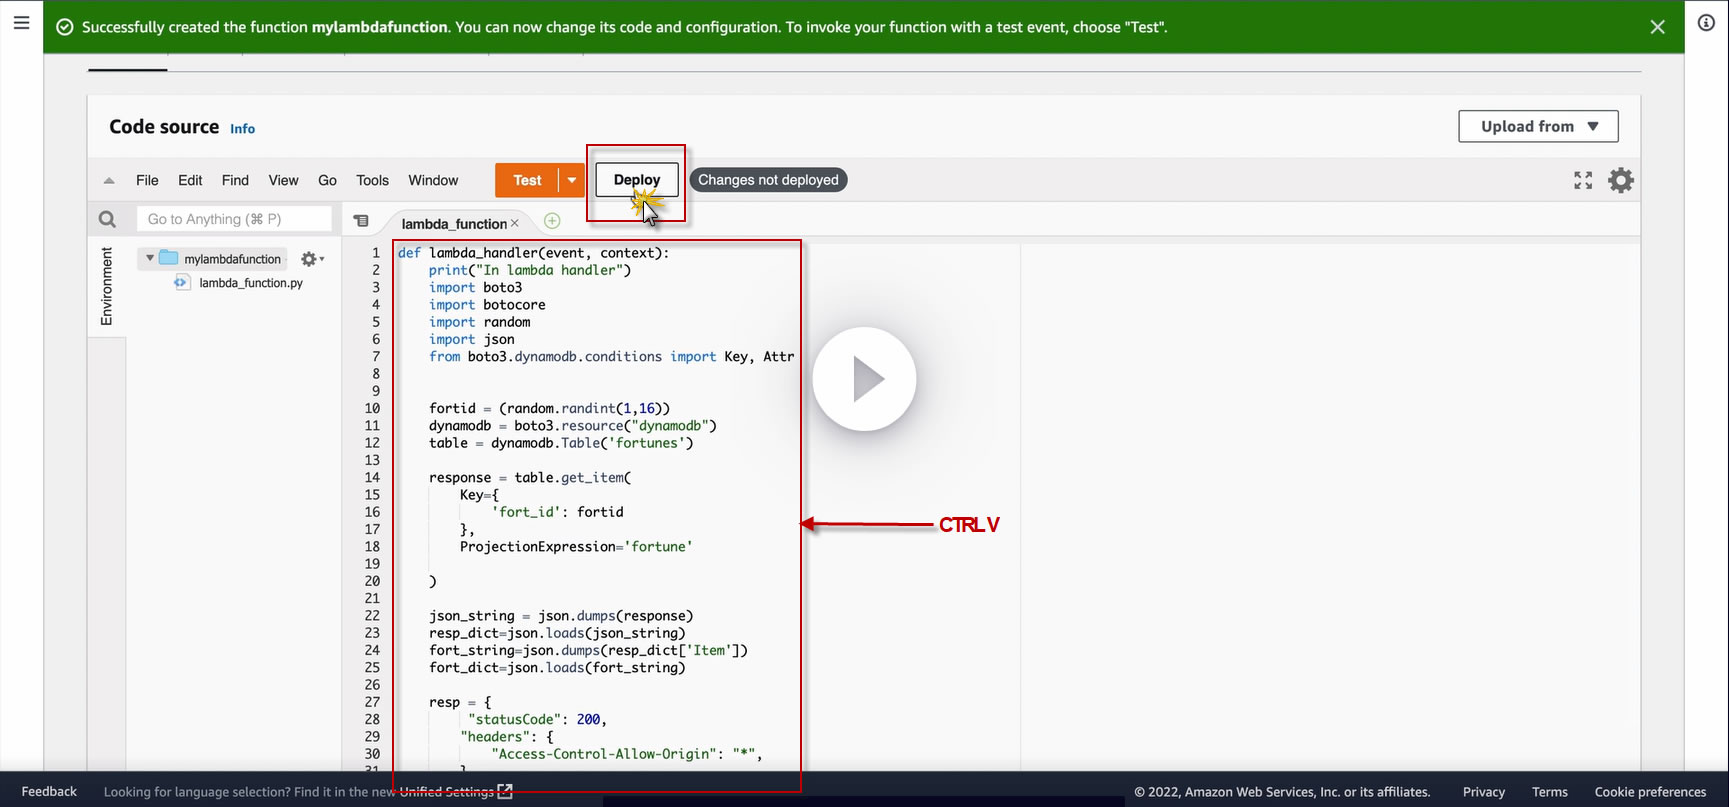 Successfully created the function mylambdafunction. You can now change its code and configuration. To invoke your function with a test event, choose "Test".
Code source Info
Upload from
File Edit Find View Go Tools Window
Test
Deploy
Changes not deployed
Go to Anything (⌘ P)
lambda_function
Environment
mylambdafunction
lambda_function.py
1 def lambda_handler(event, context):
2 print("In lambda handler")
3 import boto3
4 import botocore
5 import random
6 import json
7 from boto3.dynamodb.conditions import Key, Attr
8
9
10 fortid = (random.randint(1,16))
11 dynamodb = boto3.resource("dynamodb")
12 table = dynamodb.Table('fortunes')
13
14 response = table.get_item(
15 Key={
16 'fort_id': fortid
17 },
18 ProjectionExpression='fortune'
19
20 )
21
22 json_string = json.dumps(response)
23 resp_dict=json.loads(json_string)
24 fort_string=json.dumps(resp_dict['Item'])
25 fort_dict=json.loads(fort_string)
26
27 resp = {
28 "statusCode": 200,
29 "headers": {
30 "Access-Control-Allow-Origin": "*",
31 }
CTRL V
Feedback Looking for language selection? Find it in the new Unified Settings
© 2022, Amazon Web Services, Inc. or its affiliates. Privacy Terms Cookie preferences